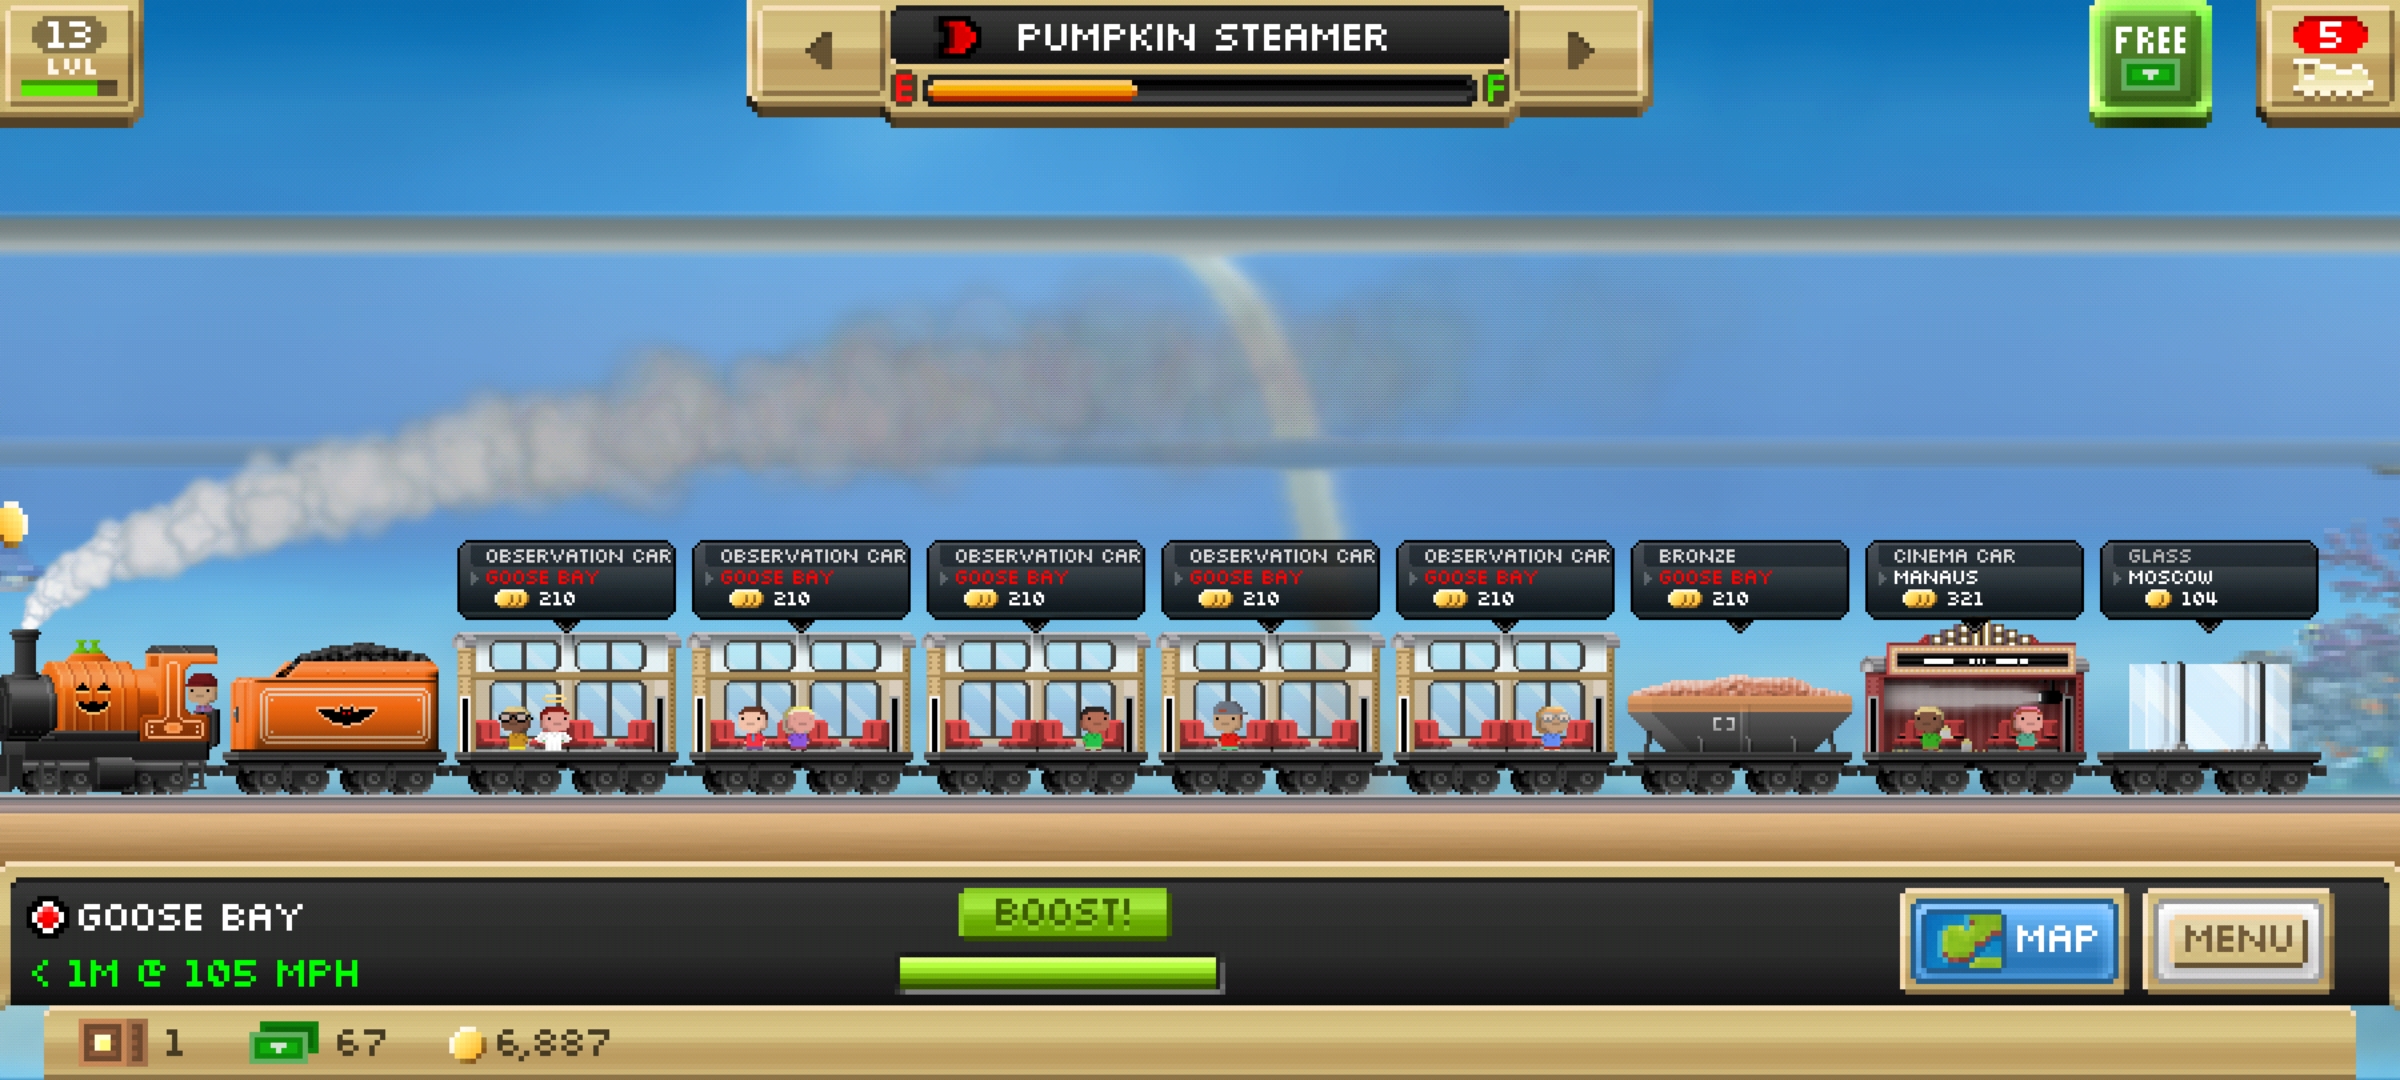 13
LVL
PUMPKIN STEAMER
E
F
FREE
5
OBSERVATION CAR
GOOSE BAY
210
OBSERVATION CAR
GOOSE BAY
210
OBSERVATION CAR
GOOSE BAY
210
OBSERVATION CAR
GOOSE BAY
210
OBSERVATION CAR
GOOSE BAY
210
BRONZE
GOOSE BAY
210
CINEMA CAR
MANAUS
321
GLASS
MOSCOW
104
GOOSE BAY
< 1M @ 105 MPH
BOOST!
MAP
MENU
1
67
6,887